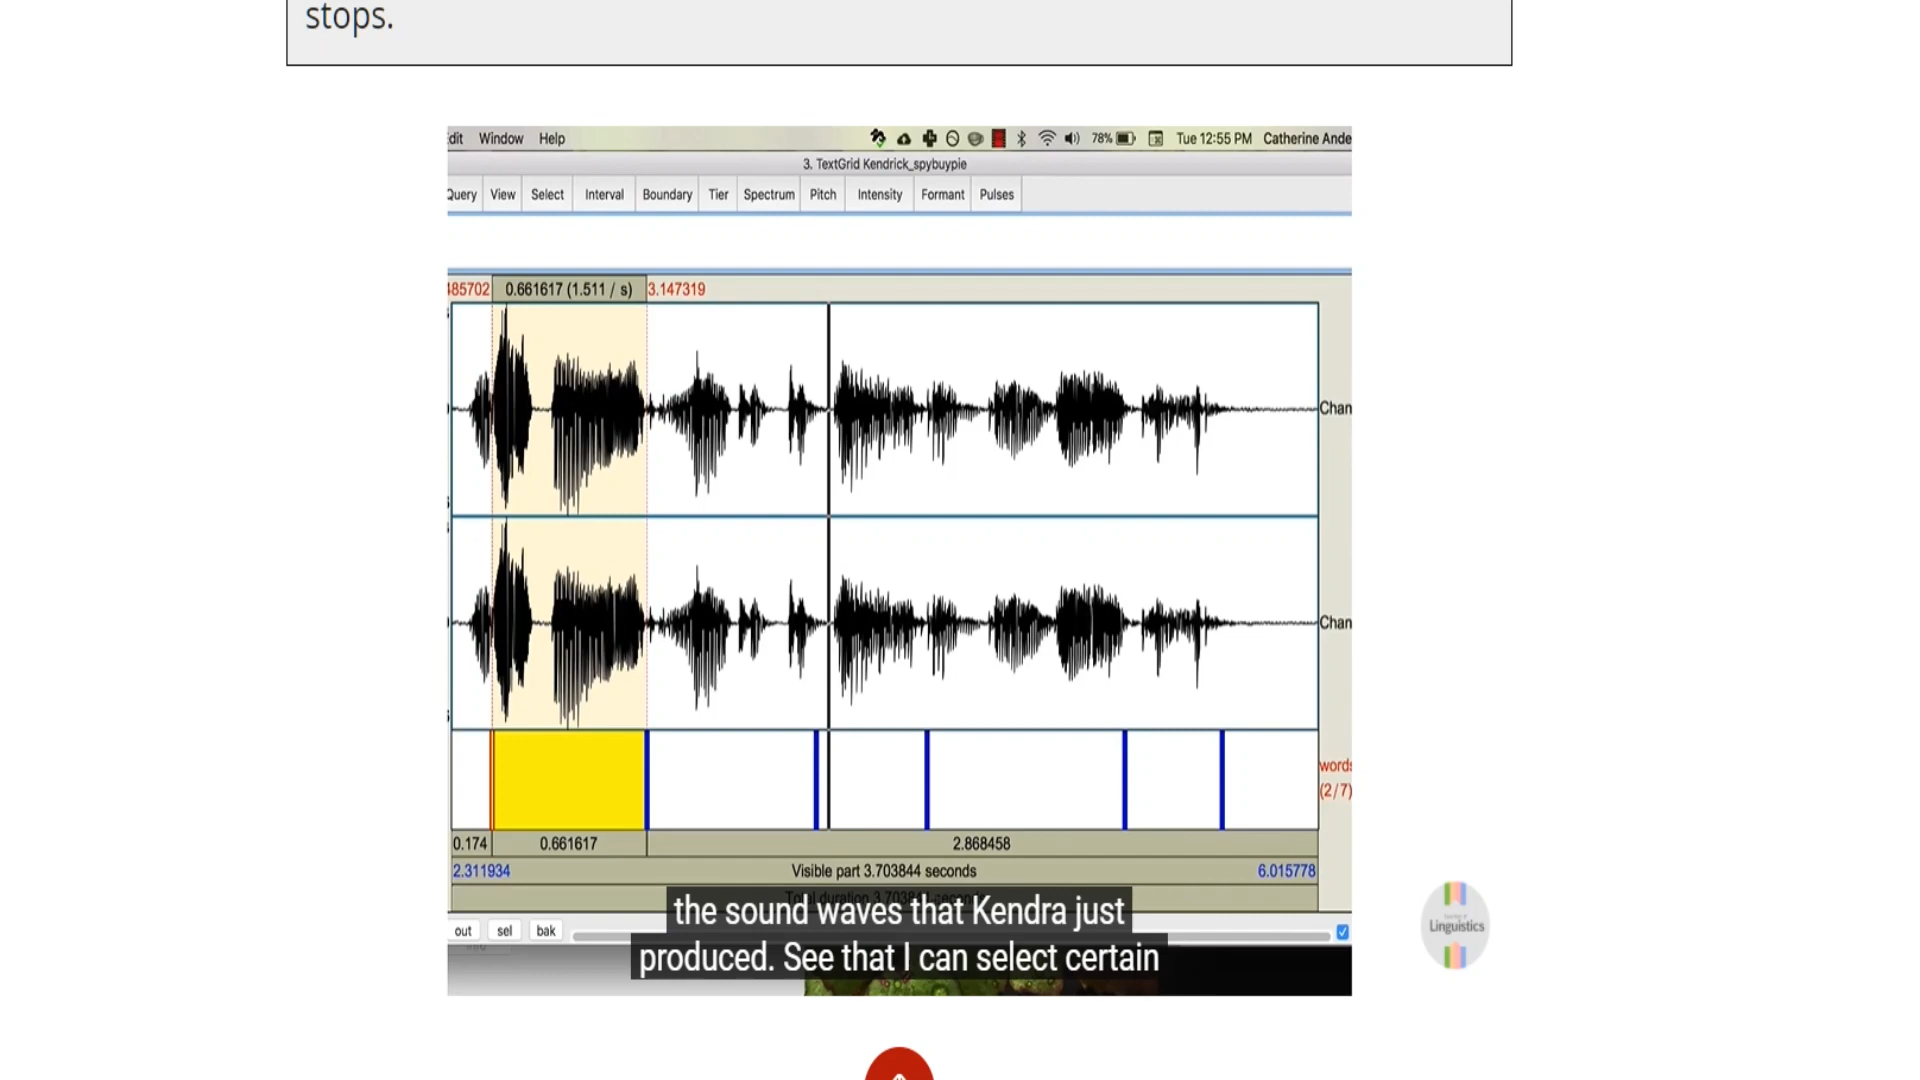 stops.
dit Window Help 78% Tue 12:55 PM Catherine Ande
3. TextGrid Kendrick_spybuypie
Query View Select Interval Boundary Tier Spectrum Pitch Intensity Formant Pulses
485702 0.661617 (1.511 / s) 3.147319
Chan
Chan
words
(2/7)
0.174 0.661617 2.868458
2.311934 Visible part 3.703844 seconds 6.015778
the sound waves that Kendra just
produced. See that I can select certain
out sel bak
Linguistics